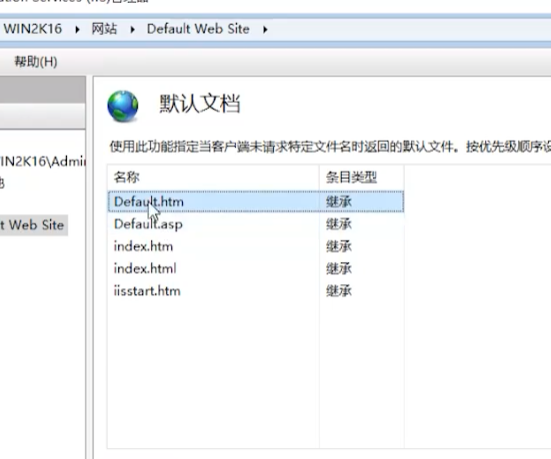 WIN2K16 ▸ 网站 ▸ Default Web Site ▸
帮助(H)
默认文档
使用此功能指定当客户端未请求特定文件名时返回的默认文件。按优先级顺序
名称 条目类型
IN2K16\Admi
Default.htm 继承
t Web Site
Default.asp 继承
index.htm 继承
index.html 继承
iisstart.htm 继承